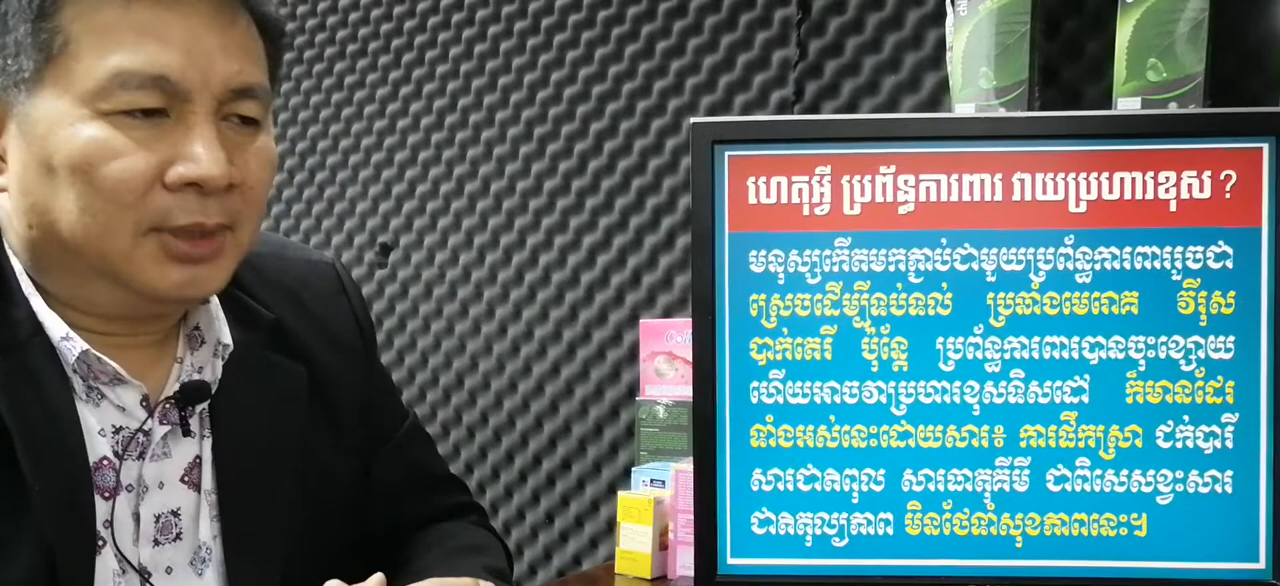 ហេតុអ្វី ប្រព័ន្ធការពារ វាយប្រហារខុស ?
មនុស្សកើតមកភ្ជាប់ជាមួយប្រព័ន្ធការពាររួចជា
ស្រេចដើម្បីទប់ទល់ ប្រឆាំងមេរោគ វីរុស
បាក់តេរី ប៉ុន្តែ ប្រព័ន្ធការពារបានចុះខ្សោយ
ហើយអាចវាប្រហារខុសទិសដៅ ក៏មានដែរ
ទាំងអស់នេះដោយសារ៖ ការផឹកស្រា ជក់បារី
សារជាតិពុល សារធាតុគីមី ជាពិសេសខ្វះសារ
ជាតិតុល្យភាព មិនថែទាំសុខភាពនេះ។